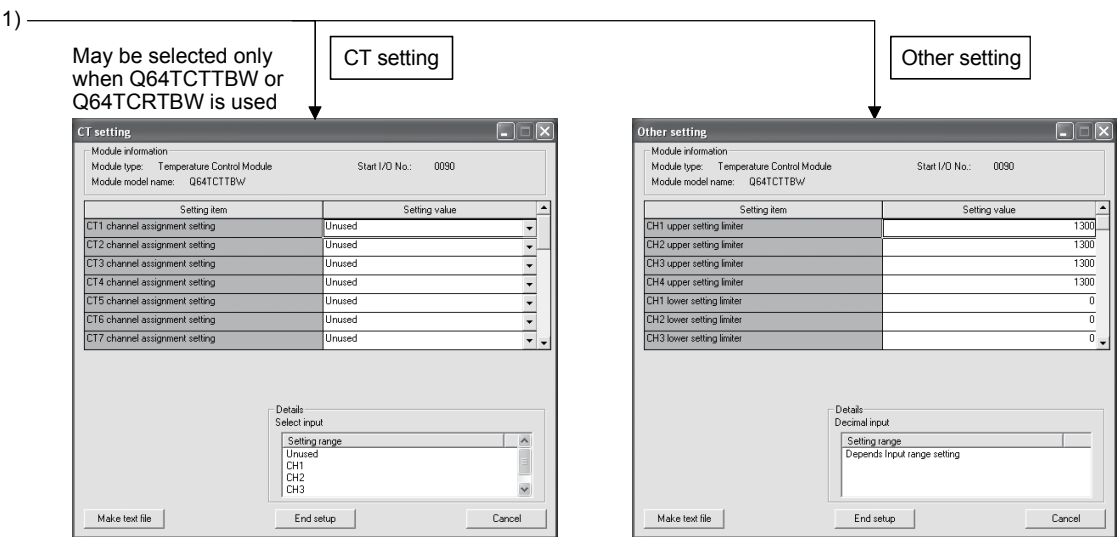 1)
May be selected only
when Q64TCTTBW or
Q64TCRTBW is used
CT setting
Other setting
CT setting
Module information
Module type: Temperature Control Module Start I/O No.: 0090
Module model name: Q64TCTTBW
Setting item Setting value
CT1 channel assignment setting Unused
CT2 channel assignment setting Unused
CT3 channel assignment setting Unused
CT4 channel assignment setting Unused
CT5 channel assignment setting Unused
CT6 channel assignment setting Unused
CT7 channel assignment setting Unused
Details
Select input
Setting range
Unused
CH1
CH2
CH3
Make text file End setup Cancel
Other setting
Module information
Module type: Temperature Control Module Start I/O No.: 0090
Module model name: Q64TCTTBW
Setting item Setting value
CH1 upper setting limiter 1300
CH2 upper setting limiter 1300
CH3 upper setting limiter 1300
CH4 upper setting limiter 1300
CH1 lower setting limiter 0
CH2 lower setting limiter 0
CH3 lower setting limiter 0
Details
Decimal input
Setting range
Depends Input range setting
Make text file End setup Cancel